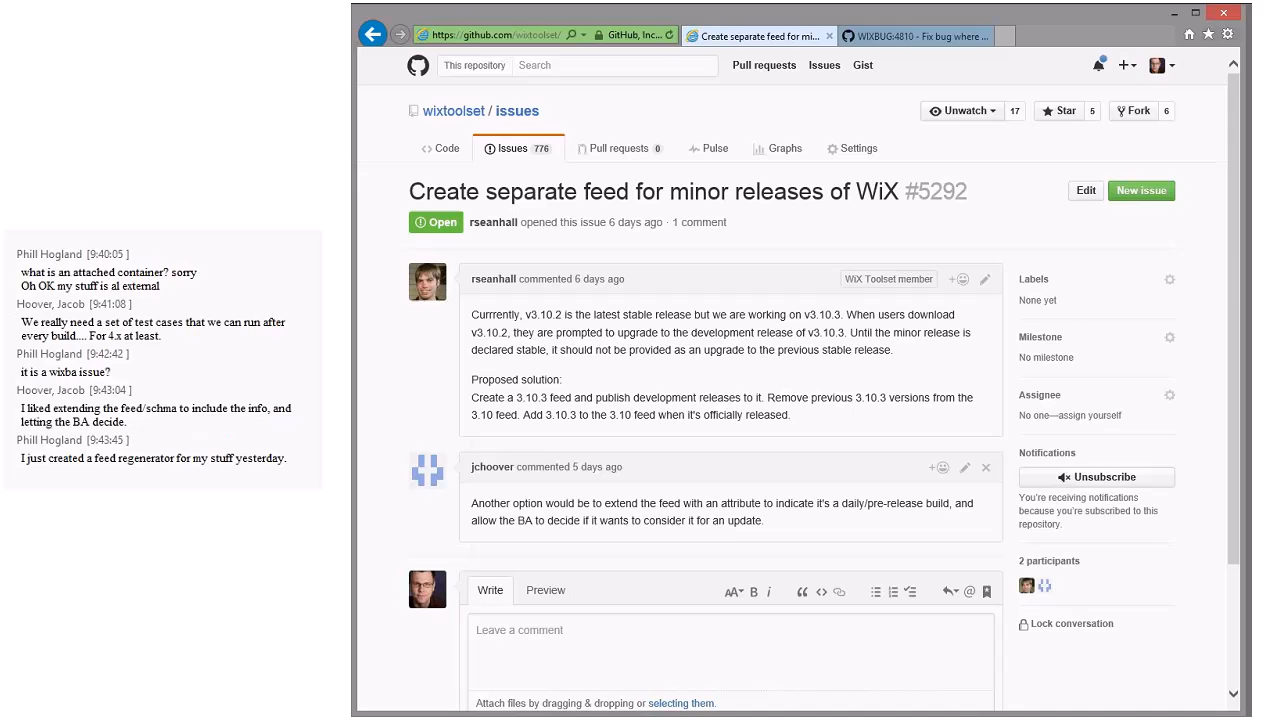 Phill Hogland [9:40:05 ]
what is an attached container? sorry
Oh OK my stuff is al external
Hoover, Jacob [9:41:08 ]
We really need a set of test cases that we can run after
every build.... For 4.x at least.
Phill Hogland [9:42:42 ]
it is a wixba issue?
Hoover, Jacob [9:43:04 ]
I liked extending the feed/schma to include the info, and
letting the BA decide.
Phill Hogland [9:43:45 ]
I just created a feed regenerator for my stuff yesterday.
https://github.com/wixtoolset/ GitHub, Inc... Create separate feed for mi... WIXBUG:4810 - Fix bug where ...
This repository Search Pull requests Issues Gist
wixtoolset / issues Unwatch 17 Star 5 Fork 6
Code Issues 776 Pull requests 0 Pulse Graphs Settings
Create separate feed for minor releases of WiX #5292 Edit New issue
Open rseanhall opened this issue 6 days ago · 1 comment
rseanhall commented 6 days ago WiX Toolset member
Currrently, v3.10.2 is the latest stable release but we are working on v3.10.3. When users download
v3.10.2, they are prompted to upgrade to the development release of v3.10.3. Until the minor release is
declared stable, it should not be provided as an upgrade to the previous stable release.
Proposed solution:
Create a 3.10.3 feed and publish development releases to it. Remove previous 3.10.3 versions from the
3.10 feed. Add 3.10.3 to the 3.10 feed when it's officially released.
jchoover commented 5 days ago
Another option would be to extend the feed with an attribute to indicate it's a daily/pre-release build, and
allow the BA to decide if it wants to consider it for an update.
Write Preview AA B i @
Leave a comment
Attach files by dragging & dropping or selecting them.
Labels
None yet
Milestone
No milestone
Assignee
No one—assign yourself
Notifications
Unsubscribe
You're receiving notifications
because you're subscribed to this
repository.
2 participants
Lock conversation